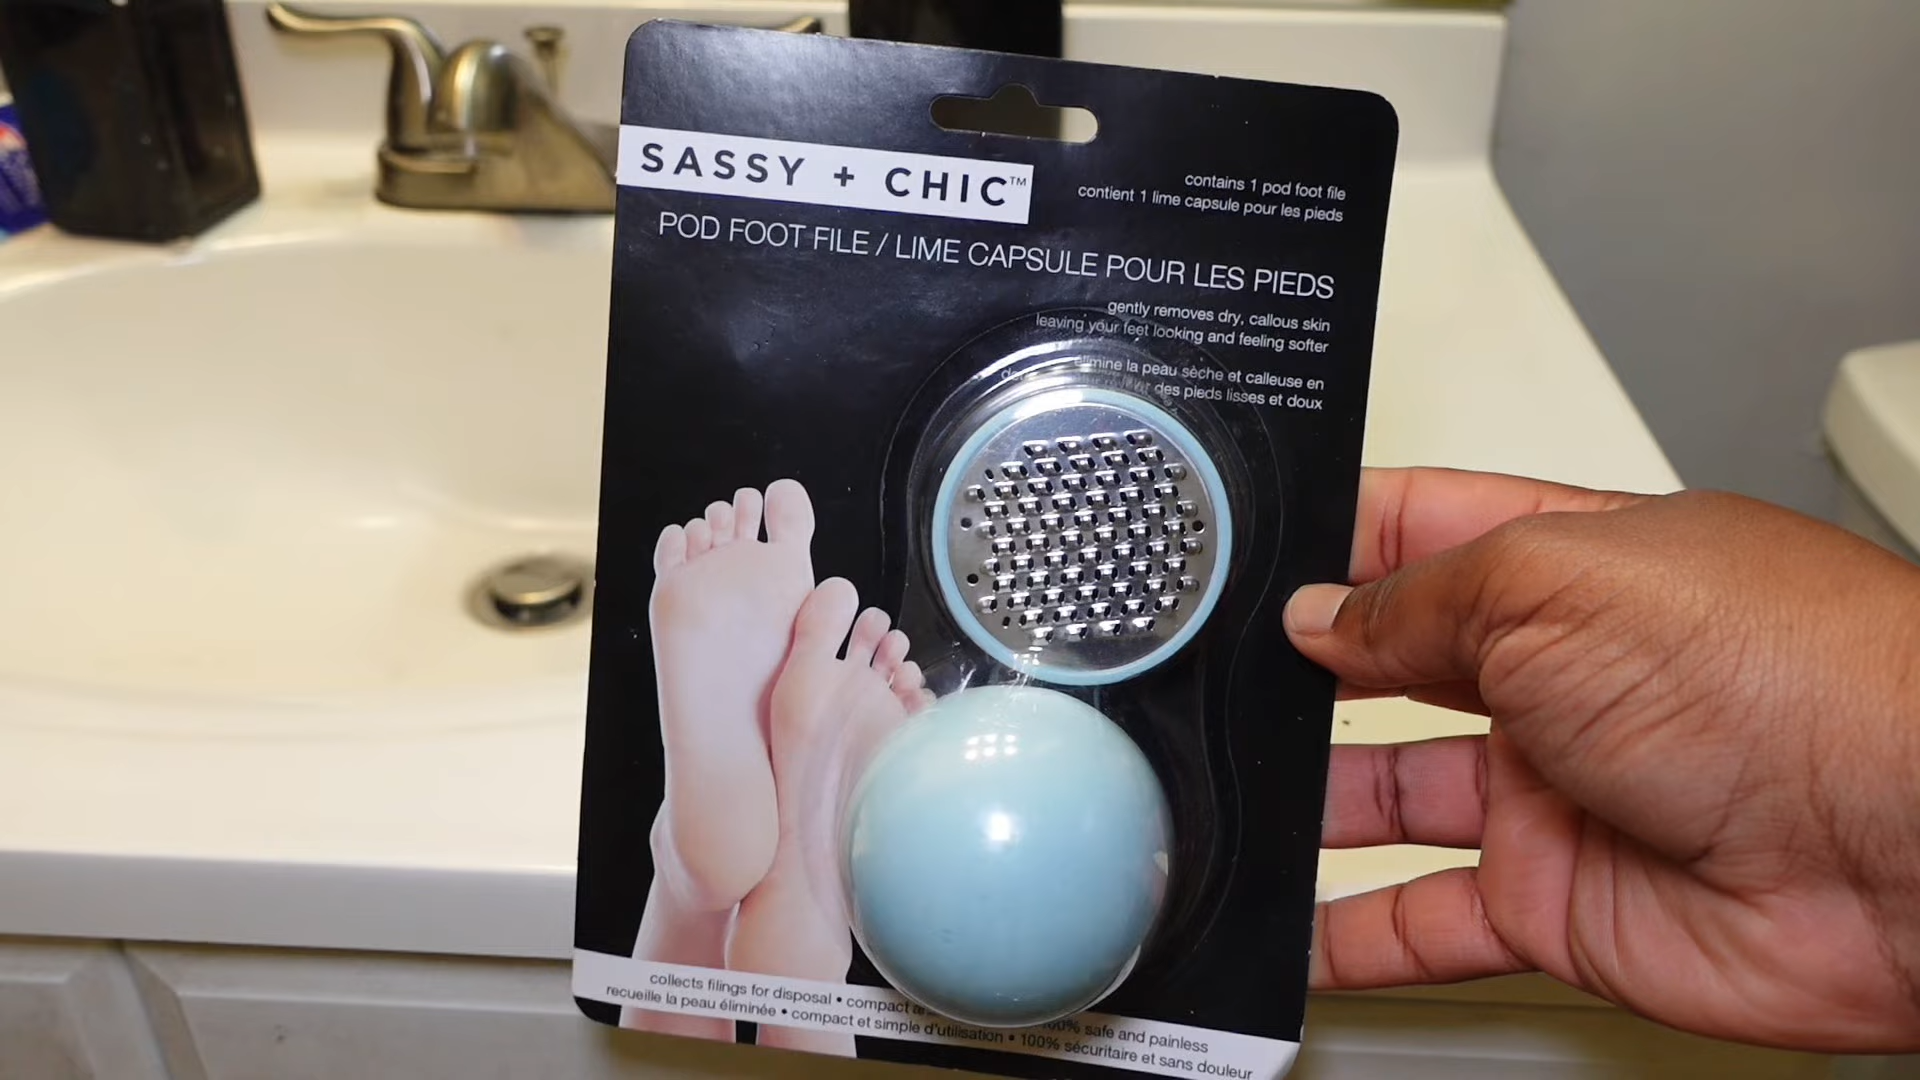 SASSY + CHIC™
contains 1 pod foot file
contient 1 lime capsule pour les pieds
POD FOOT FILE / LIME CAPSULE POUR LES PIEDS
gently removes dry, callous skin
leaving your feet looking and feeling softer
élimine la peau sèche et calleuse en
des pieds lisses et doux
collects filings for disposal • compact 100% safe and painless
recueille la peau éliminée • compact et simple d'utilisation • 100% sécuritaire et sans douleur